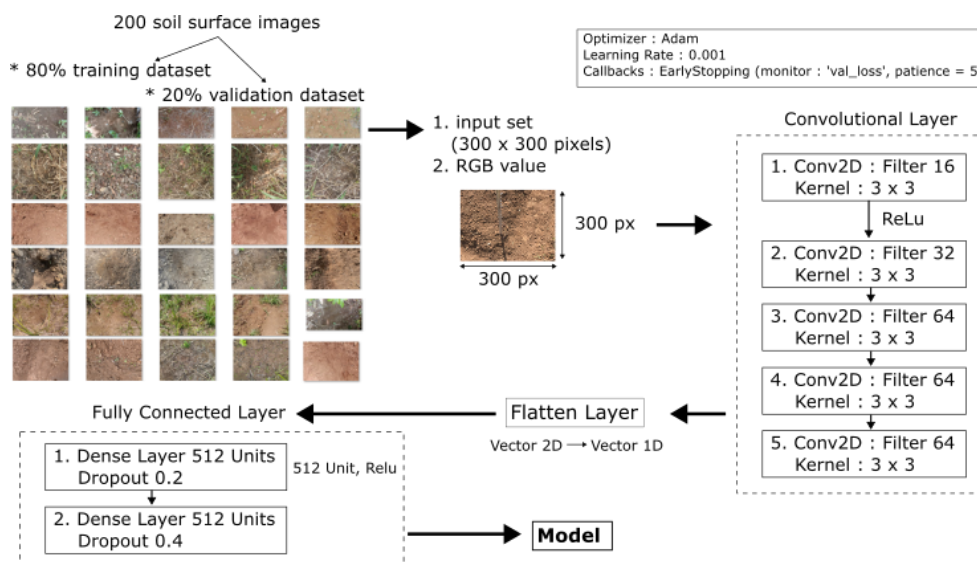 200 soil surface images
* 80% training dataset
* 20% validation dataset
Optimizer : Adam
Learning Rate : 0.001
Callbacks : EarlyStopping (monitor : 'val_loss', patience = 5
1. input set
(300 x 300 pixels)
2. RGB value
300 px
300 px
Convolutional Layer
1. Conv2D : Filter 16
Kernel : 3 x 3
ReLu
2. Conv2D : Filter 32
Kernel : 3 x 3
3. Conv2D : Filter 64
Kernel : 3 x 3
4. Conv2D : Filter 64
Kernel : 3 x 3
5. Conv2D : Filter 64
Kernel : 3 x 3
Flatten Layer
Vector 2D → Vector 1D
Fully Connected Layer
1. Dense Layer 512 Units
Dropout 0.2
512 Unit, Relu
2. Dense Layer 512 Units
Dropout 0.4
Model